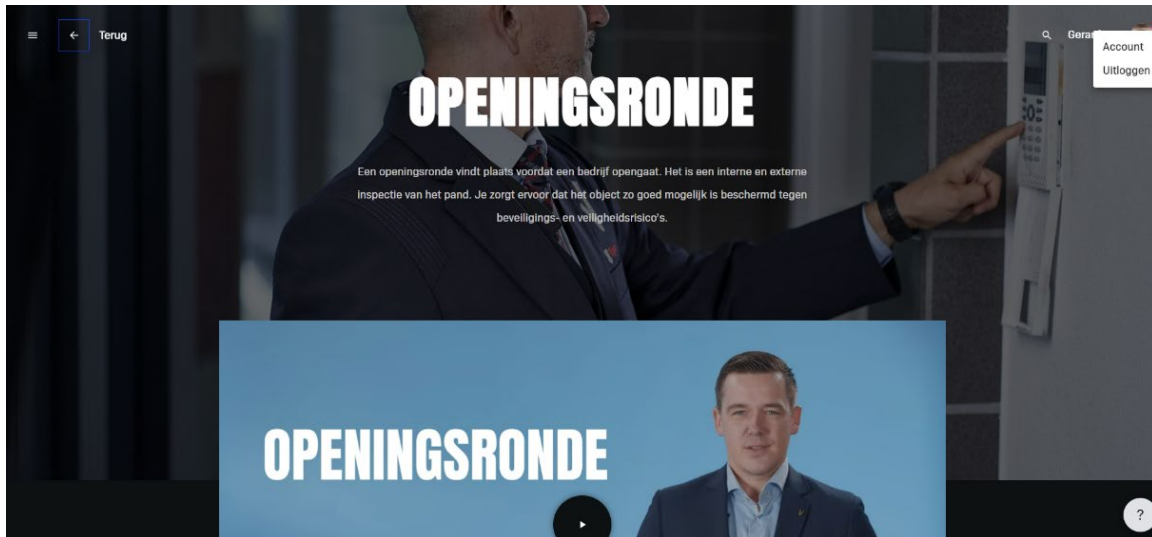 Terug
Account
Uitloggen
OPENINGSRONDE
Een openingsronde vindt plaats voordat een bedrijf opengaat. Het is een interne en externe
inspectie van het pand. Je zorgt ervoor dat het object zo goed mogelijk is beschermd tegen
beveiligings- en veiligheidsrisico's.
OPENINGSRONDE
?